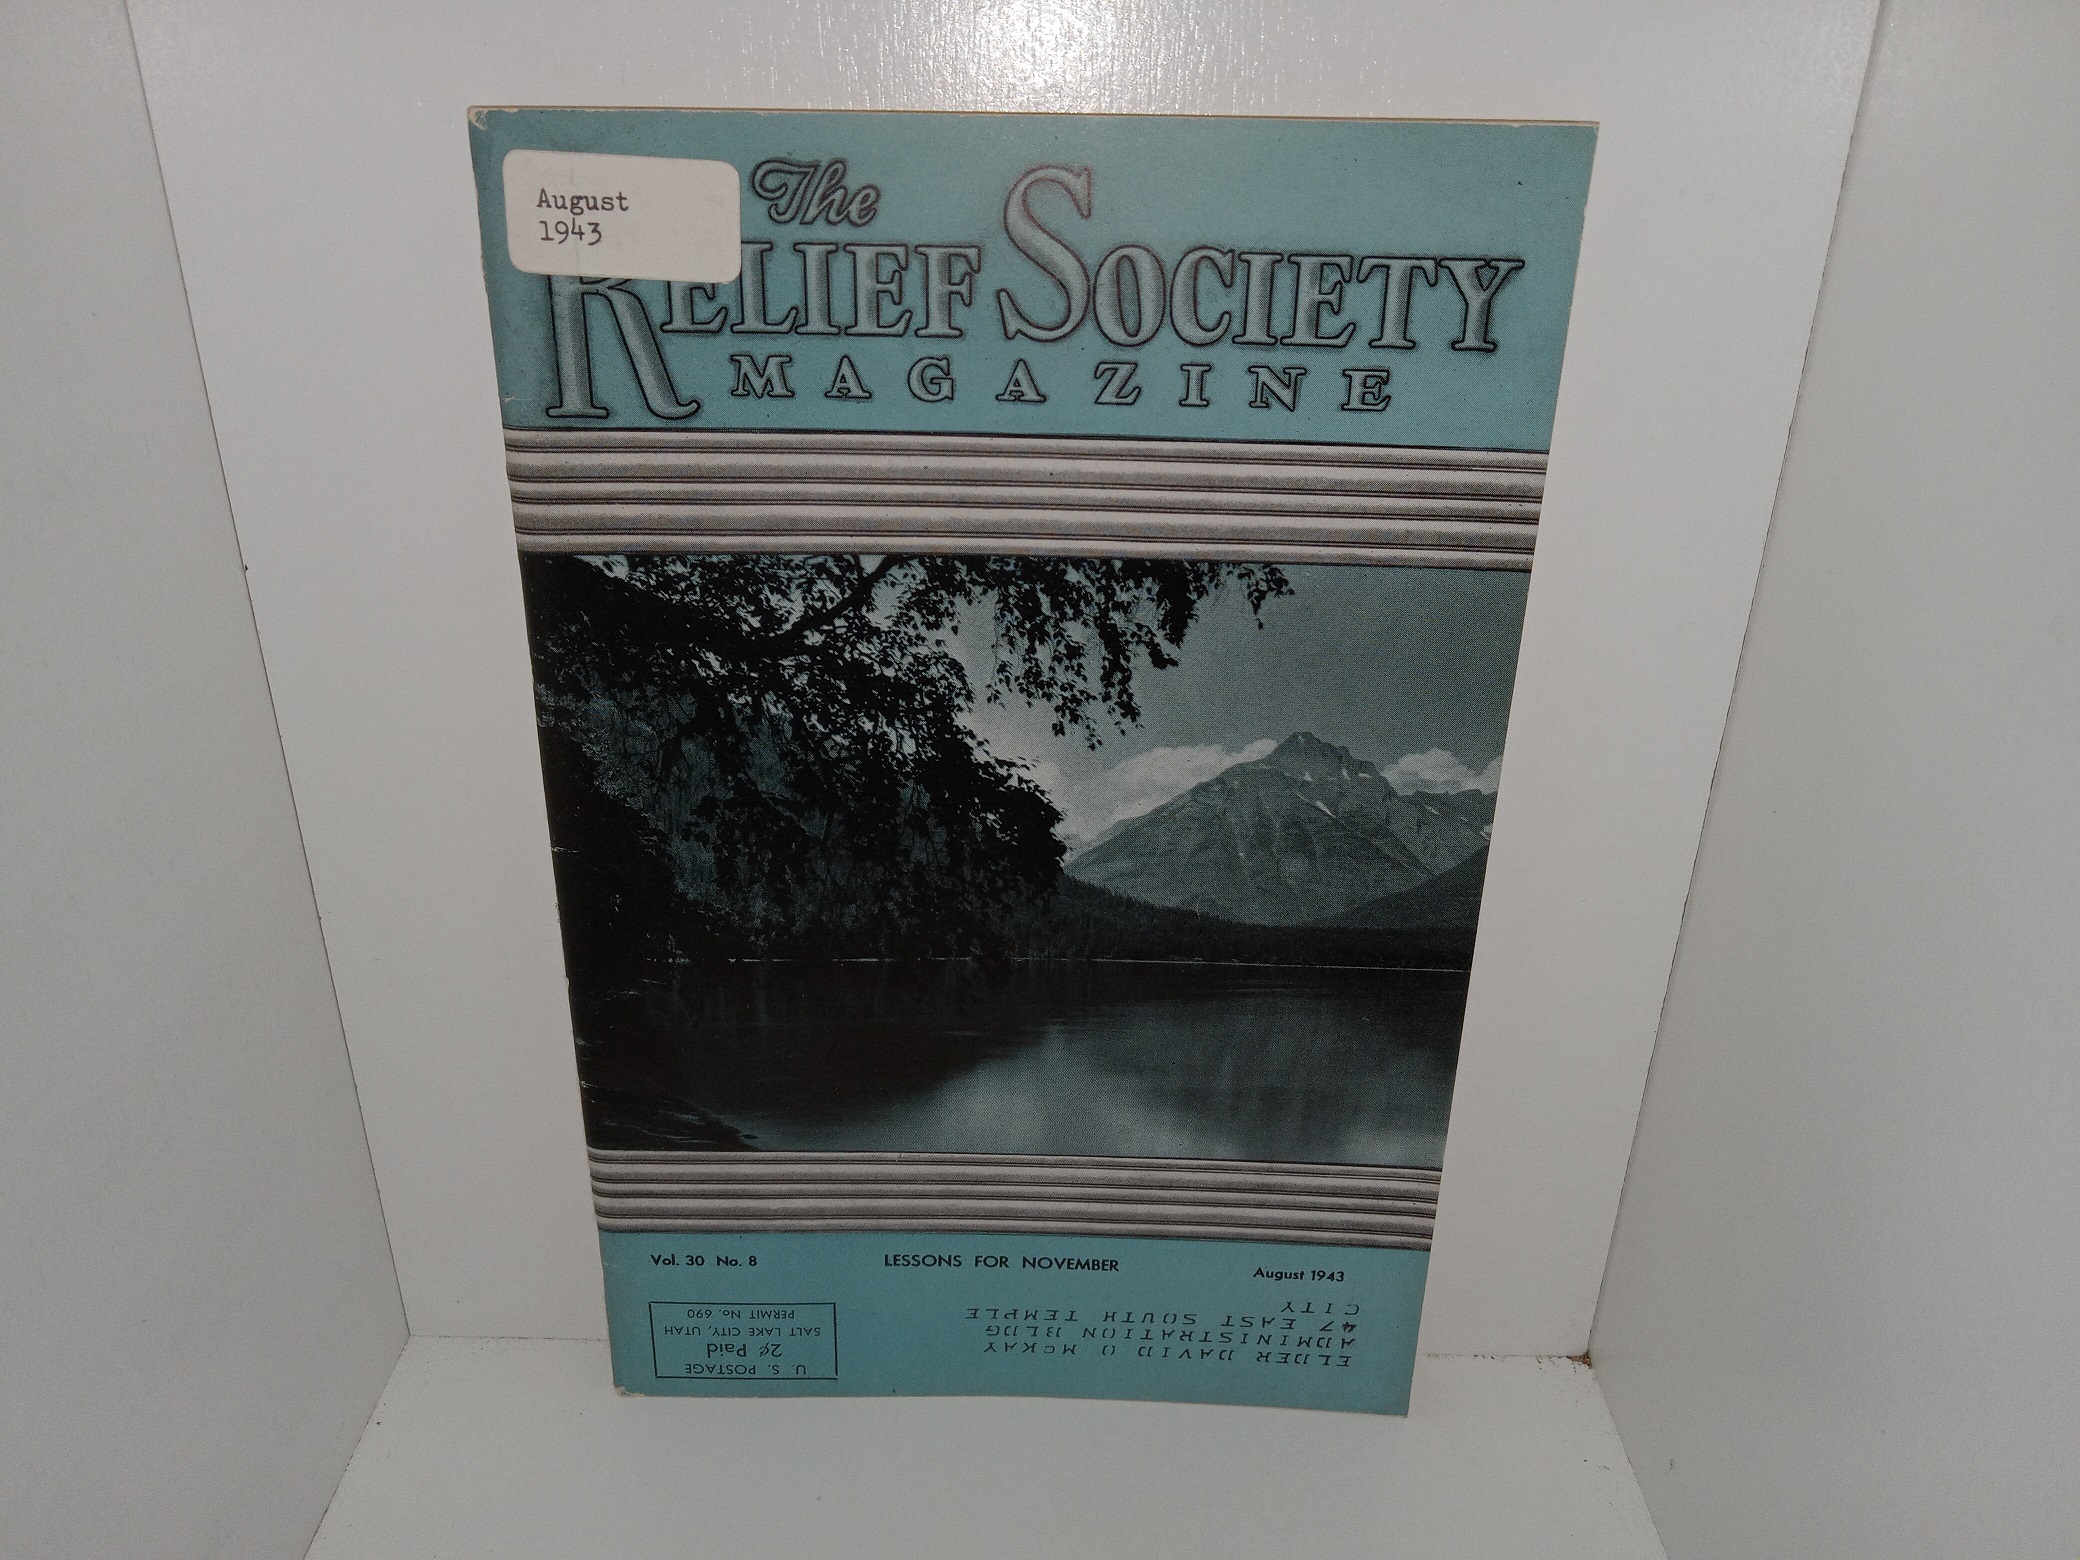 August
1943
The
RELIEF SOCIETY
MAGAZINE
Vol. 30 No. 8
LESSONS FOR NOVEMBER
August 1943
U. S. POSTAGE
2¢ Paid
SALT LAKE CITY, UTAH
PERMIT No. 690
ELDER DAVID O MCKAY
ADMINISTRATION BLDG
47 EAST SOUTH TEMPLE
CITY